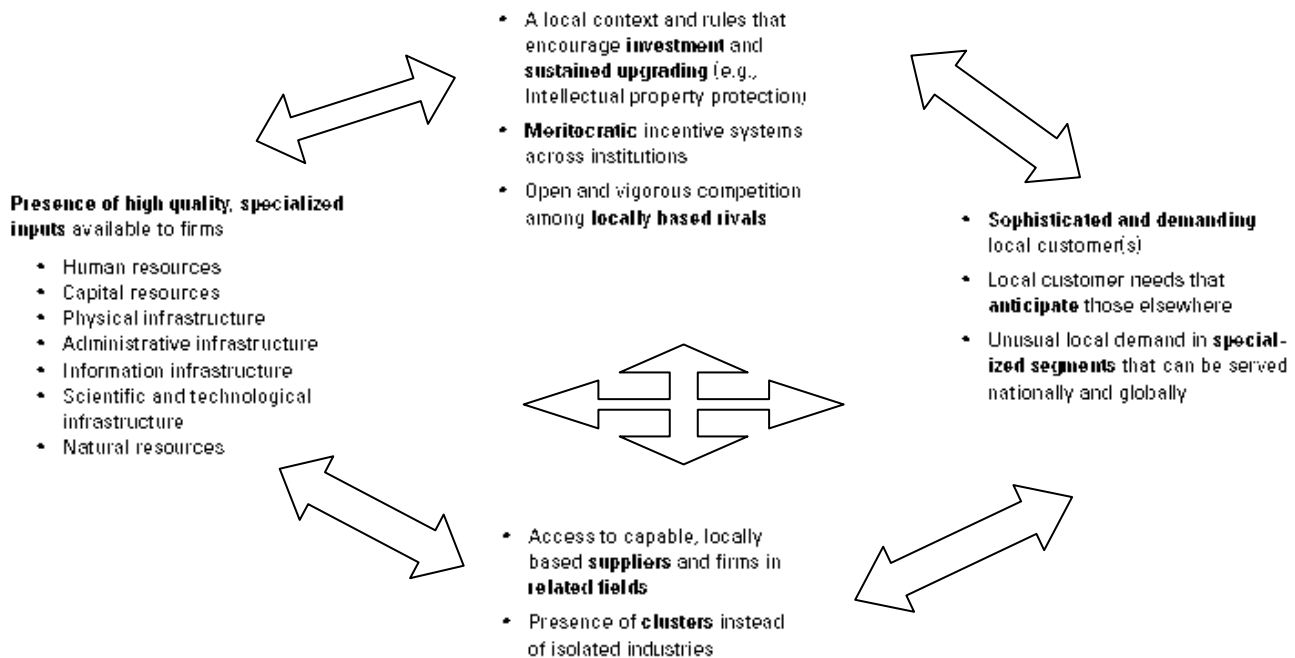 • A local context and rules that
encourage investment and
sustained upgrading (e.g.,
Intellectual property protection)
• Meritocratic incentive systems
across institutions
• Open and vigorous competition
among locally based rivals
Presence of high quality, specialized
inputs available to firms
• Human resources
• Capital resources
• Physical infrastructure
• Administrative infrastructure
• Information infrastructure
• Scientific and technological
infrastructure
• Natural resources
• Sophisticated and demanding
local customer(s)
• Local customer needs that
anticipate those elsewhere
• Unusual local demand in special-
ized segments that can be served
nationally and globally
• Access to capable, locally
based suppliers and firms in
related fields
• Presence of clusters instead
of isolated industries